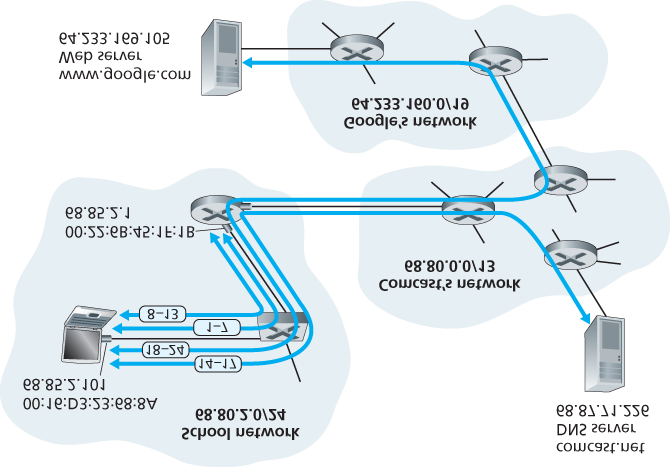 School network
68.80.2.0/24
comcast.net
DNS server
68.87.71.226
00:16:D3:23:68:8A
68.85.2.101
14–17
18–24
1–7
8–13
Comcast's network
68.80.0.0/13
00:22:6B:45:1F:1B
68.85.2.1
Google's network
64.233.160.0/19
www.google.com
Web server
64.233.169.105